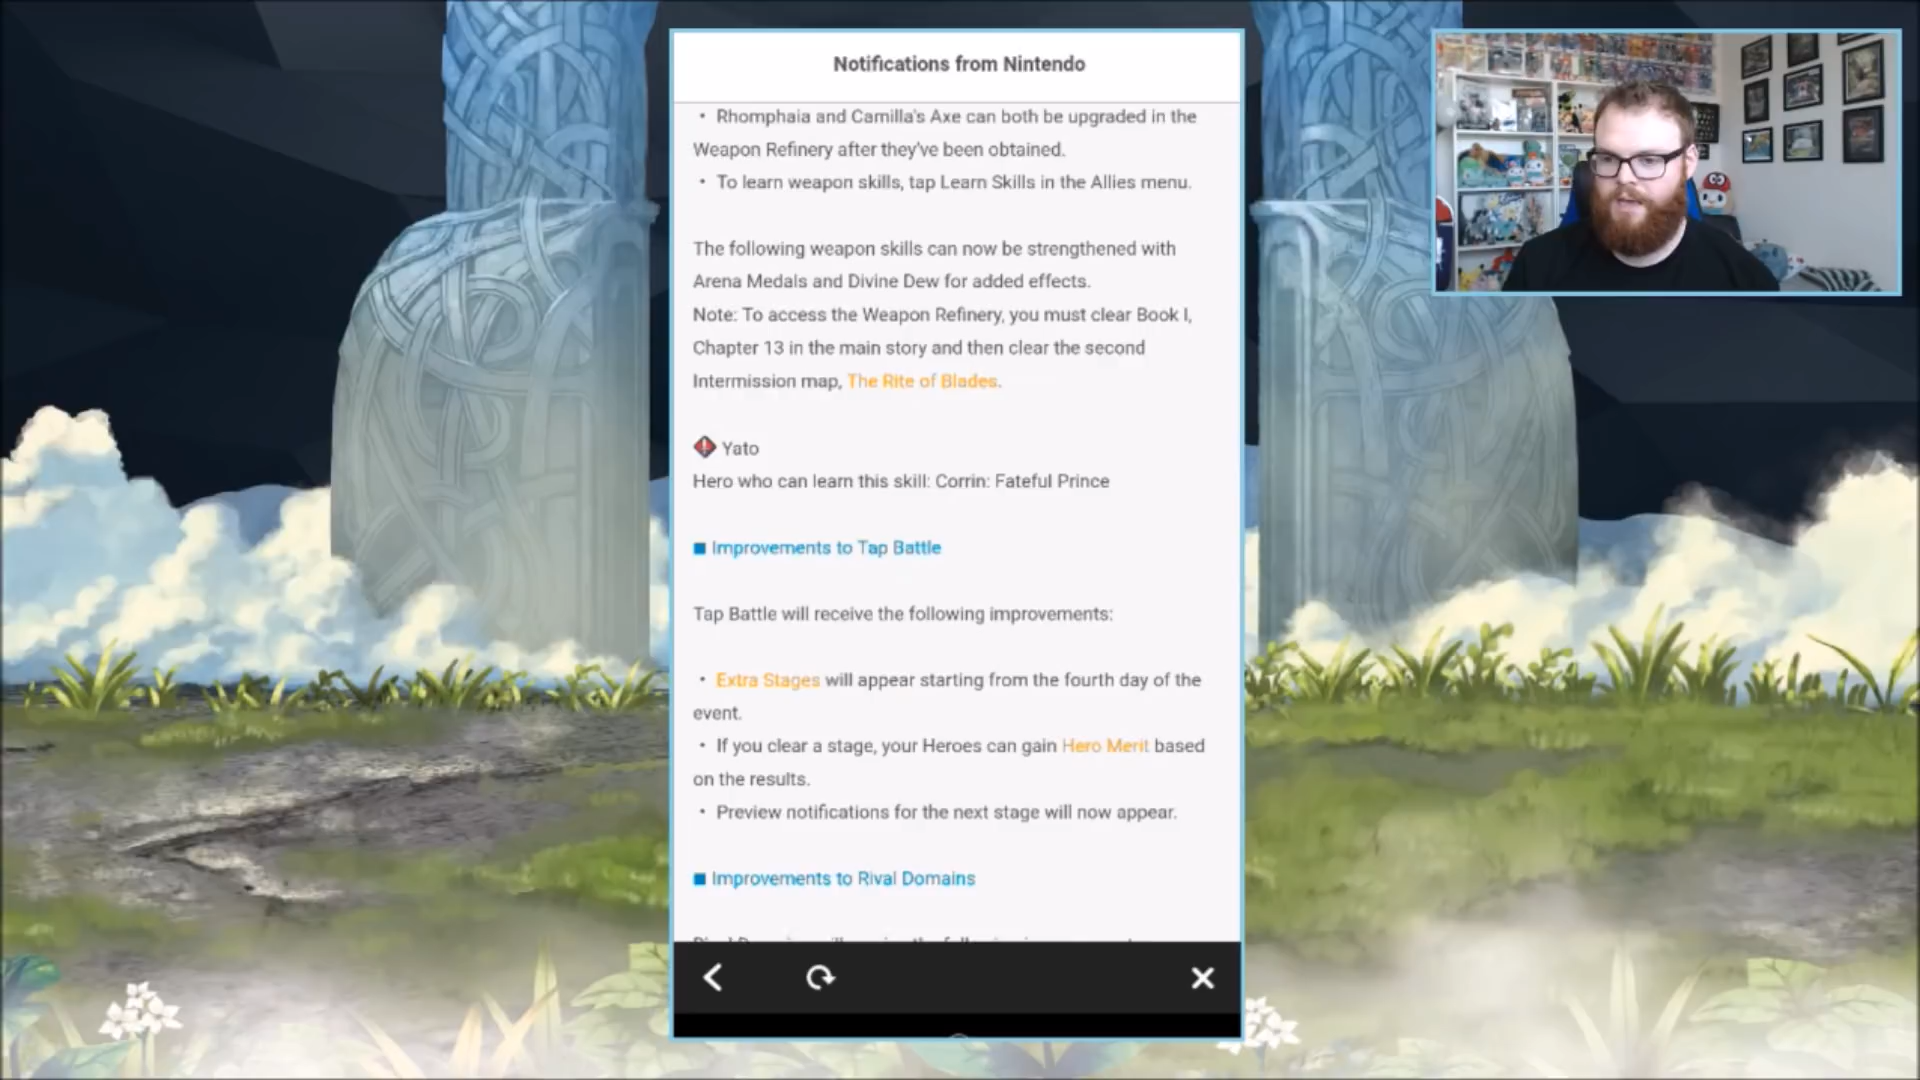 Notifications from Nintendo
• Rhomphaia and Camilla's Axe can both be upgraded in the
Weapon Refinery after they've been obtained.
• To learn weapon skills, tap Learn Skills in the Allies menu.
The following weapon skills can now be strengthened with
Arena Medals and Divine Dew for added effects.
Note: To access the Weapon Refinery, you must clear Book I,
Chapter 13 in the main story and then clear the second
Intermission map, The Rite of Blades.
Yato
Hero who can learn this skill: Corrin: Fateful Prince
■ Improvements to Tap Battle
Tap Battle will receive the following improvements:
• Extra Stages will appear starting from the fourth day of the
event.
• If you clear a stage, your Heroes can gain Hero Merit based
on the results.
• Preview notifications for the next stage will now appear.
■ Improvements to Rival Domains